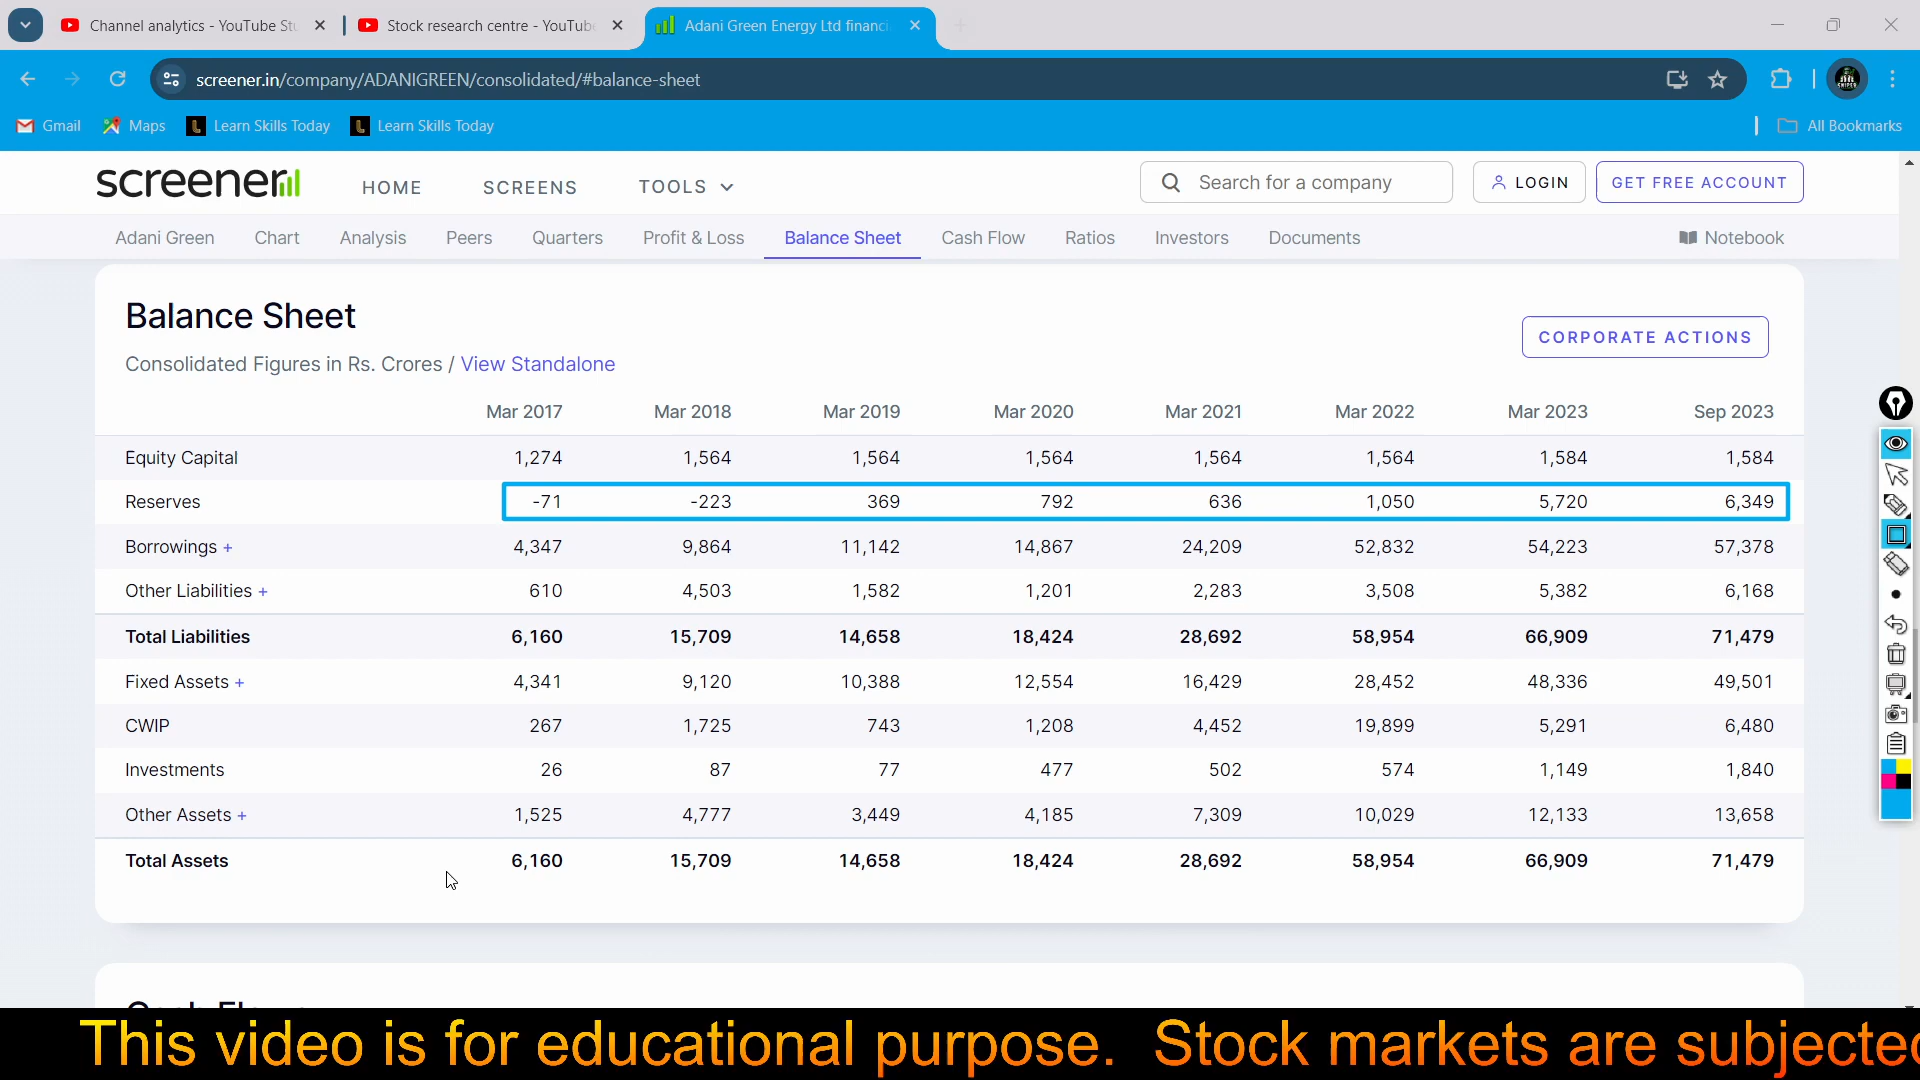 Channel analytics - YouTube Stu
Stock research centre - YouTube
Adani Green Energy Ltd financi
screener.in/company/ADANIGREEN/consolidated/#balance-sheet
Gmail Maps Learn Skills Today Learn Skills Today All Bookmarks
screener HOME SCREENS TOOLS Search for a company LOGIN GET FREE ACCOUNT
Adani Green Chart Analysis Peers Quarters Profit & Loss Balance Sheet Cash Flow Ratios Investors Documents Notebook
Balance Sheet
CORPORATE ACTIONS
Consolidated Figures in Rs. Crores / View Standalone
Mar 2017 Mar 2018 Mar 2019 Mar 2020 Mar 2021 Mar 2022 Mar 2023 Sep 2023
Equity Capital 1,274 1,564 1,564 1,564 1,564 1,564 1,584 1,584
Reserves -71 -223 369 792 636 1,050 5,720 6,349
Borrowings + 4,347 9,864 11,142 14,867 24,209 52,832 54,223 57,378
Other Liabilities + 610 4,503 1,582 1,201 2,283 3,508 5,382 6,168
Total Liabilities 6,160 15,709 14,658 18,424 28,692 58,954 66,909 71,479
Fixed Assets + 4,341 9,120 10,388 12,554 16,429 28,452 48,336 49,501
CWIP 267 1,725 743 1,208 4,452 19,899 5,291 6,480
Investments 26 87 77 477 502 574 1,149 1,840
Other Assets + 1,525 4,777 3,449 4,185 7,309 10,029 12,133 13,658
Total Assets 6,160 15,709 14,658 18,424 28,692 58,954 66,909 71,479
This video is for educational purpose. Stock markets are subjected